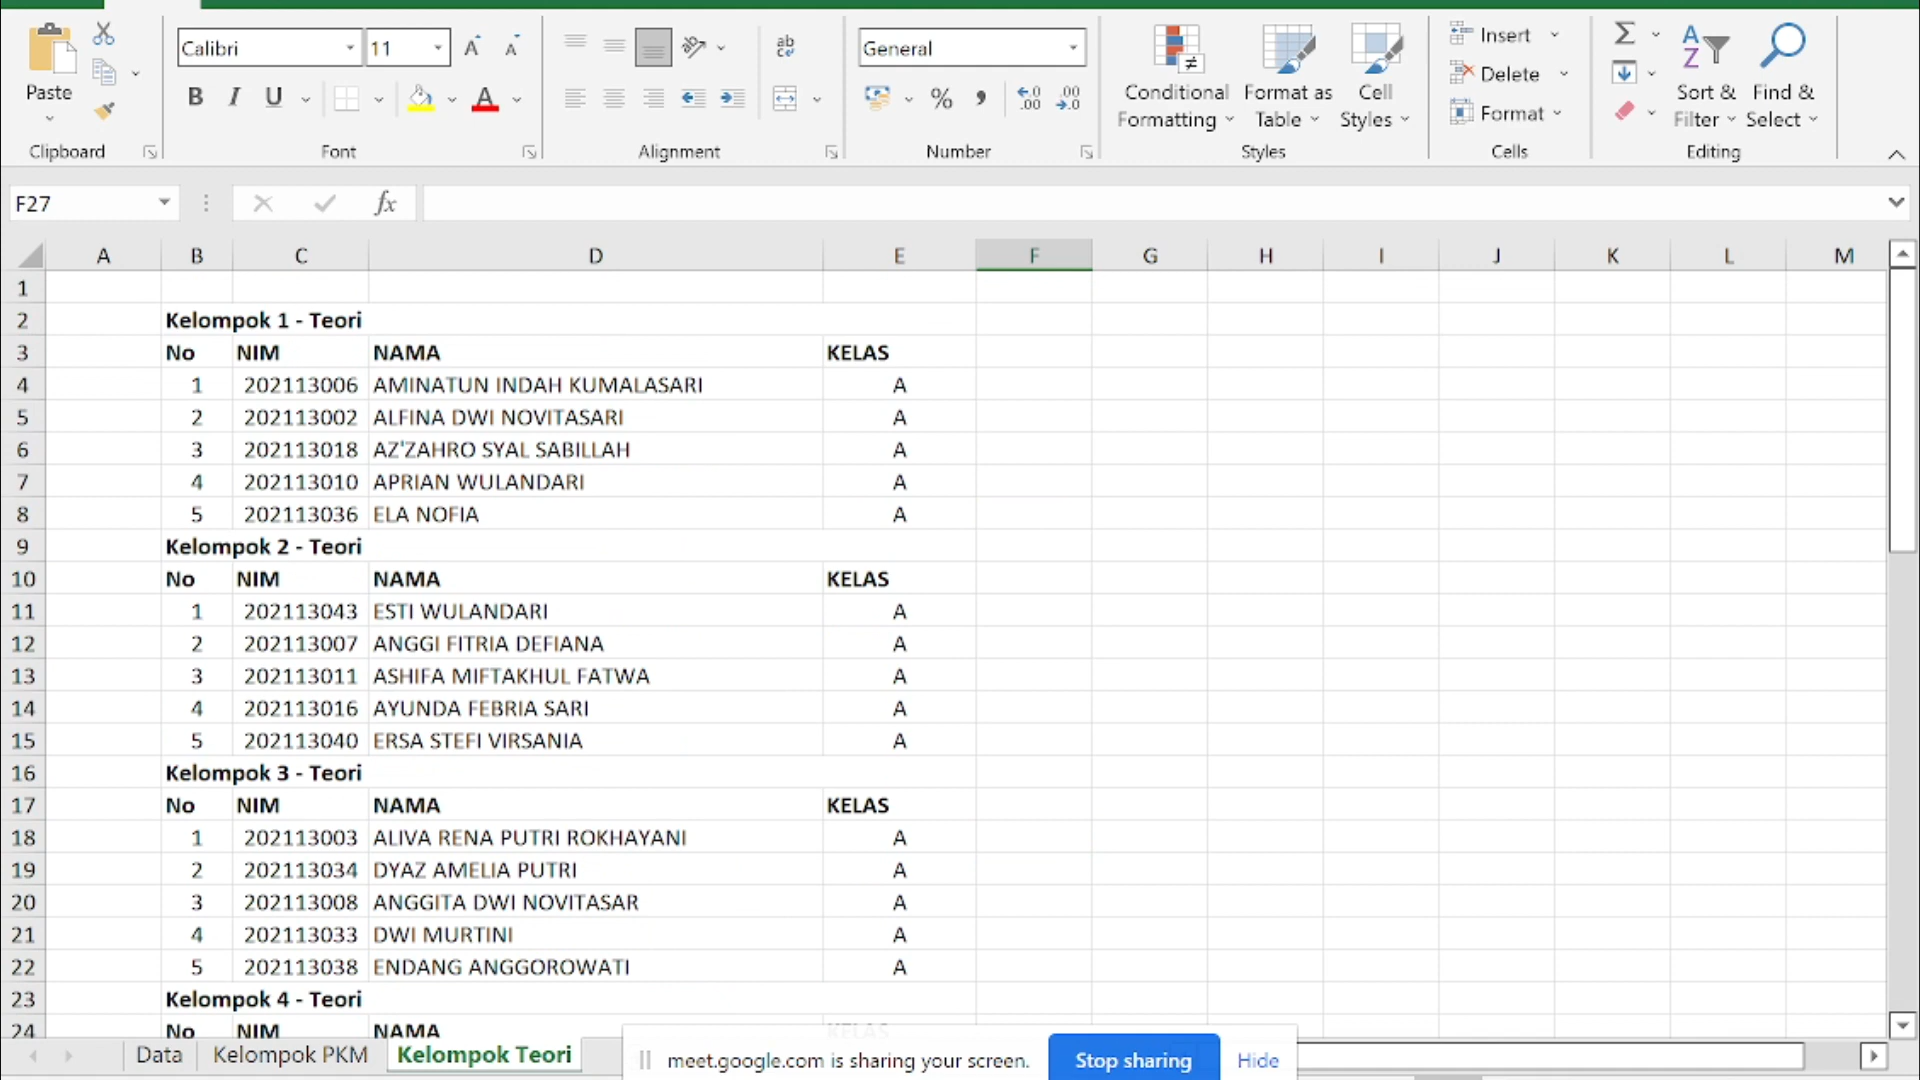 Calibri 11 General
Paste
Conditional Formatting Format as Table Cell Styles
Insert
Delete
Format
Sort & Filter Find & Select
Clipboard Font Alignment Number Styles Cells Editing
F27 fx
A B C D E F G H I J K L M
1
2 Kelompok 1 - Teori
3 No NIM NAMA KELAS
4 1 202113006 AMINATUN INDAH KUMALASARI A
5 2 202113002 ALFINA DWI NOVITASARI A
6 3 202113018 AZ'ZAHRO SYAL SABILLAH A
7 4 202113010 APRIAN WULANDARI A
8 5 202113036 ELA NOFIA A
9 Kelompok 2 - Teori
10 No NIM NAMA KELAS
11 1 202113043 ESTI WULANDARI A
12 2 202113007 ANGGI FITRIA DEFIANA A
13 3 202113011 ASHIFA MIFTAKHUL FATWA A
14 4 202113016 AYUNDA FEBRIA SARI A
15 5 202113040 ERSA STEFI VIRSANIA A
16 Kelompok 3 - Teori
17 No NIM NAMA KELAS
18 1 202113003 ALIVA RENA PUTRI ROKHAYANI A
19 2 202113034 DYAZ AMELIA PUTRI A
20 3 202113008 ANGGITA DWI NOVITASAR A
21 4 202113033 DWI MURTINI A
22 5 202113038 ENDANG ANGGOROWATI A
23 Kelompok 4 - Teori
24 No NIM NAMA KELAS
Data Kelompok PKM Kelompok Teori
meet.google.com is sharing your screen. Stop sharing Hide